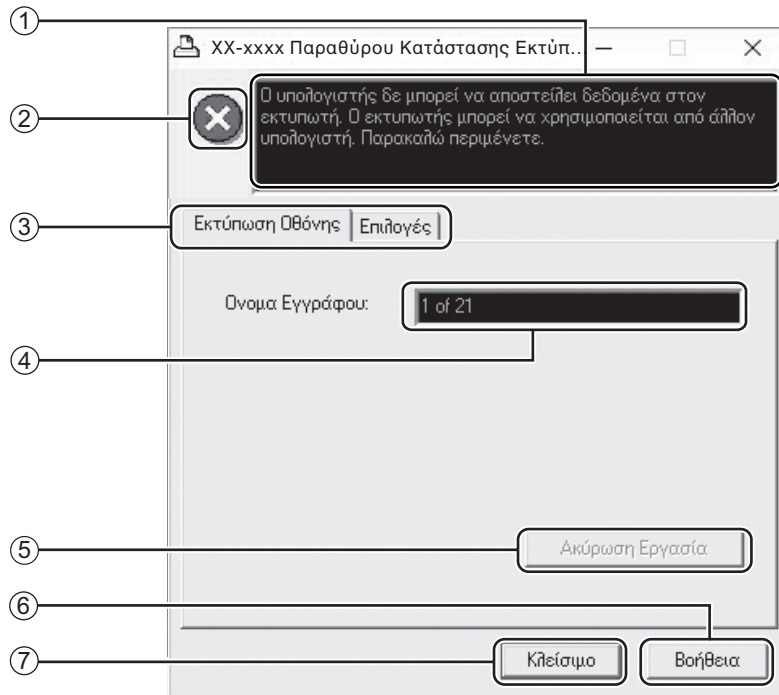 ①
XX-xxxx Παραθύρου Κατάστασης Εκτύπ...
②
Ο υπολογιστής δε μπορεί να αποστείλει δεδομένα στον
εκτυπωτή. Ο εκτυπωτής μπορεί να χρησιμοποιείται από άλλον
υπολογιστή. Παρακαλώ περιμένετε.
③
Εκτύπωση Οθόνης Επιλογές
Ονομα Εγγράφου: 1 of 21
④
⑤
Ακύρωση Εργασία
⑥
⑦
Κλείσιμο Βοήθεια